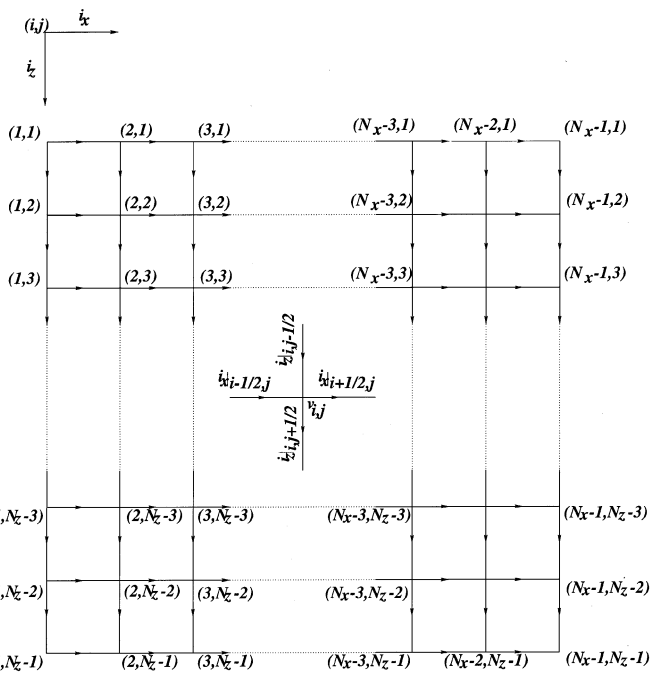 (i,j) i_x
i_z
(1,1) (2,1) (3,1) (N_x-3,1) (N_x-2,1) (N_x-1,1)
(1,2) (2,2) (3,2) (N_x-3,2) (N_x-1,2)
(1,3) (2,3) (3,3) (N_x-3,3) (N_x-1,3)
i_z|i,j-1/2
i_x|i-1/2,j i_x|i+1/2,j
v_i,j
i_z|i,j+1/2
,N_z-3) (2,N_z-3) (3,N_z-3) (N_x-3,N_z-3) (N_x-1,N_z-3)
,N_z-2) (2,N_z-2) (3,N_z-2) (N_x-3,N_z-2) (N_x-1,N_z-2)
,N_z-1) (2,N_z-1) (3,N_z-1) (N_x-3,N_z-1) (N_x-2,N_z-1) (N_x-1,N_z-1)